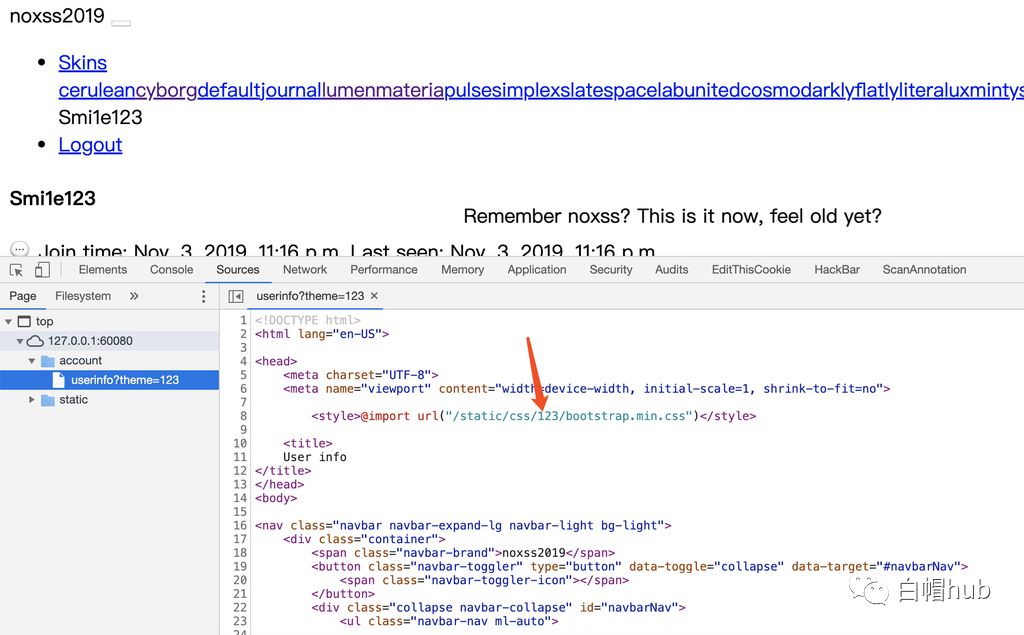 noxss2019
Skins
ceruleancyborgdefaultjournallumenmateriapulsesimplexslatespacelabunitedcosmodarklyflatlyliteraluxmintys
Smi1e123
Logout
Smi1e123
Remember noxss? This is it now, feel old yet?
Join time: Nov. 3, 2019, 11:16 p.m. Last seen: Nov. 3, 2019, 11:16 p.m.
Elements Console Sources Network Performance Memory Application Security Audits EditThisCookie HackBar ScanAnnotation
Page Filesystem » userinfo?theme=123 ×
top
127.0.0.1:60080
account
userinfo?theme=123
static
1 <!DOCTYPE html>
2 <html lang="en-US">
3
4 <head>
5 <meta charset="UTF-8">
6 <meta name="viewport" content="width=device-width, initial-scale=1, shrink-to-fit=no">
7
8 <style>@import url("/static/css/123/bootstrap.min.css")</style>
9
10 <title>
11 User info
12 </title>
13 </head>
14 <body>
15
16 <nav class="navbar navbar-expand-lg navbar-light bg-light">
17 <div class="container">
18 <span class="navbar-brand">noxss2019</span>
19 <button class="navbar-toggler" type="button" data-toggle="collapse" data-target="#navbarNav">
20 <span class="navbar-toggler-icon"></span>
21 </button>
22 <div class="collapse navbar-collapse" id="navbarNav">
23 <ul class="navbar-nav ml-auto">
24
白帽hub